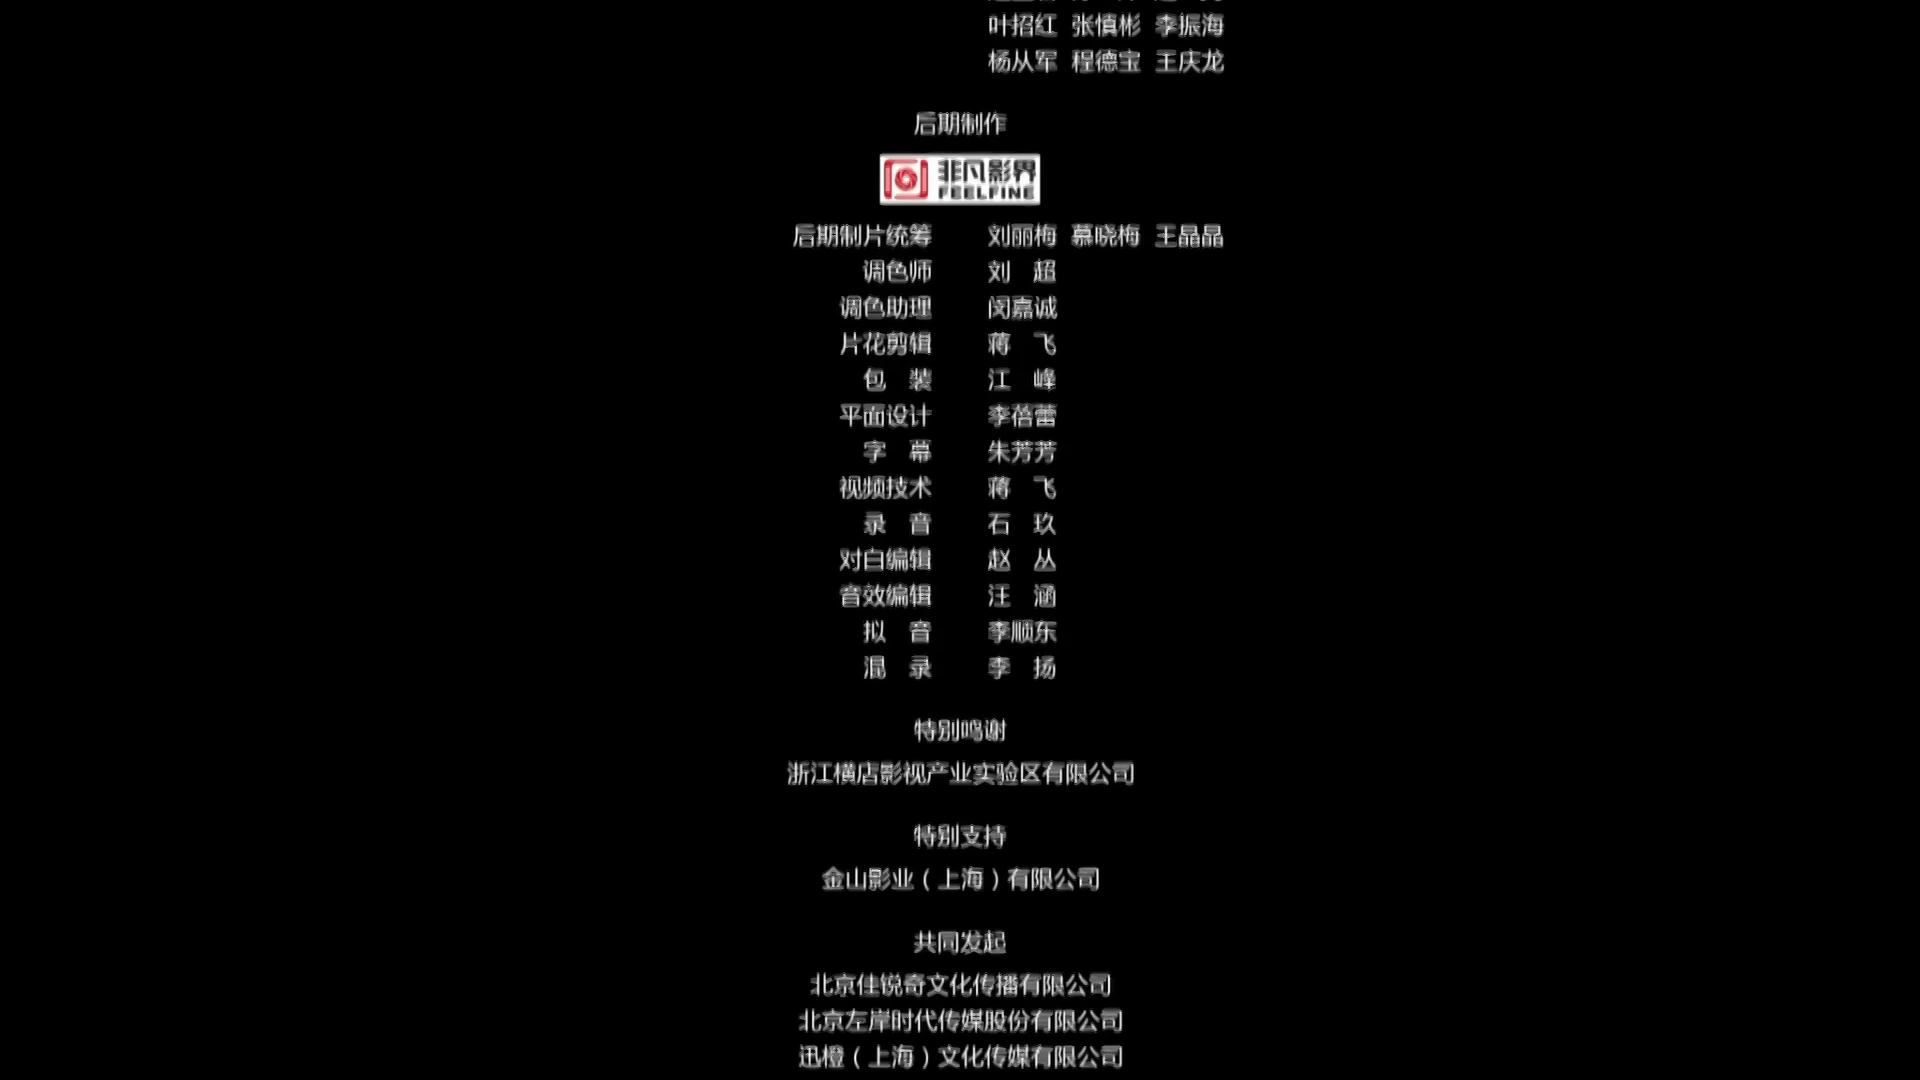 叶招红 张慎彬 季振海
杨从军 程德宝 王庆龙
后期制作
非凡影界
FEELFINE
后期制片统筹 刘丽梅 慕晓梅 王晶晶
调色师 刘 超
调色助理 闵嘉诚
片花剪辑 蒋 飞
包 装 江 峰
平面设计 李蓓蕾
字 幕 朱芳芳
视频技术 蒋 飞
录 音 石 玖
对白编辑 赵 丛
音效编辑 汪 涵
拟 音 李顺东
混 录 李 扬
特别鸣谢
浙江横店影视产业实验区有限公司
特别支持
金山影业（上海）有限公司
共同发起
北京佳锐奇文化传播有限公司
北京左岸时代传媒股份有限公司
迅橙（上海）文化传媒有限公司